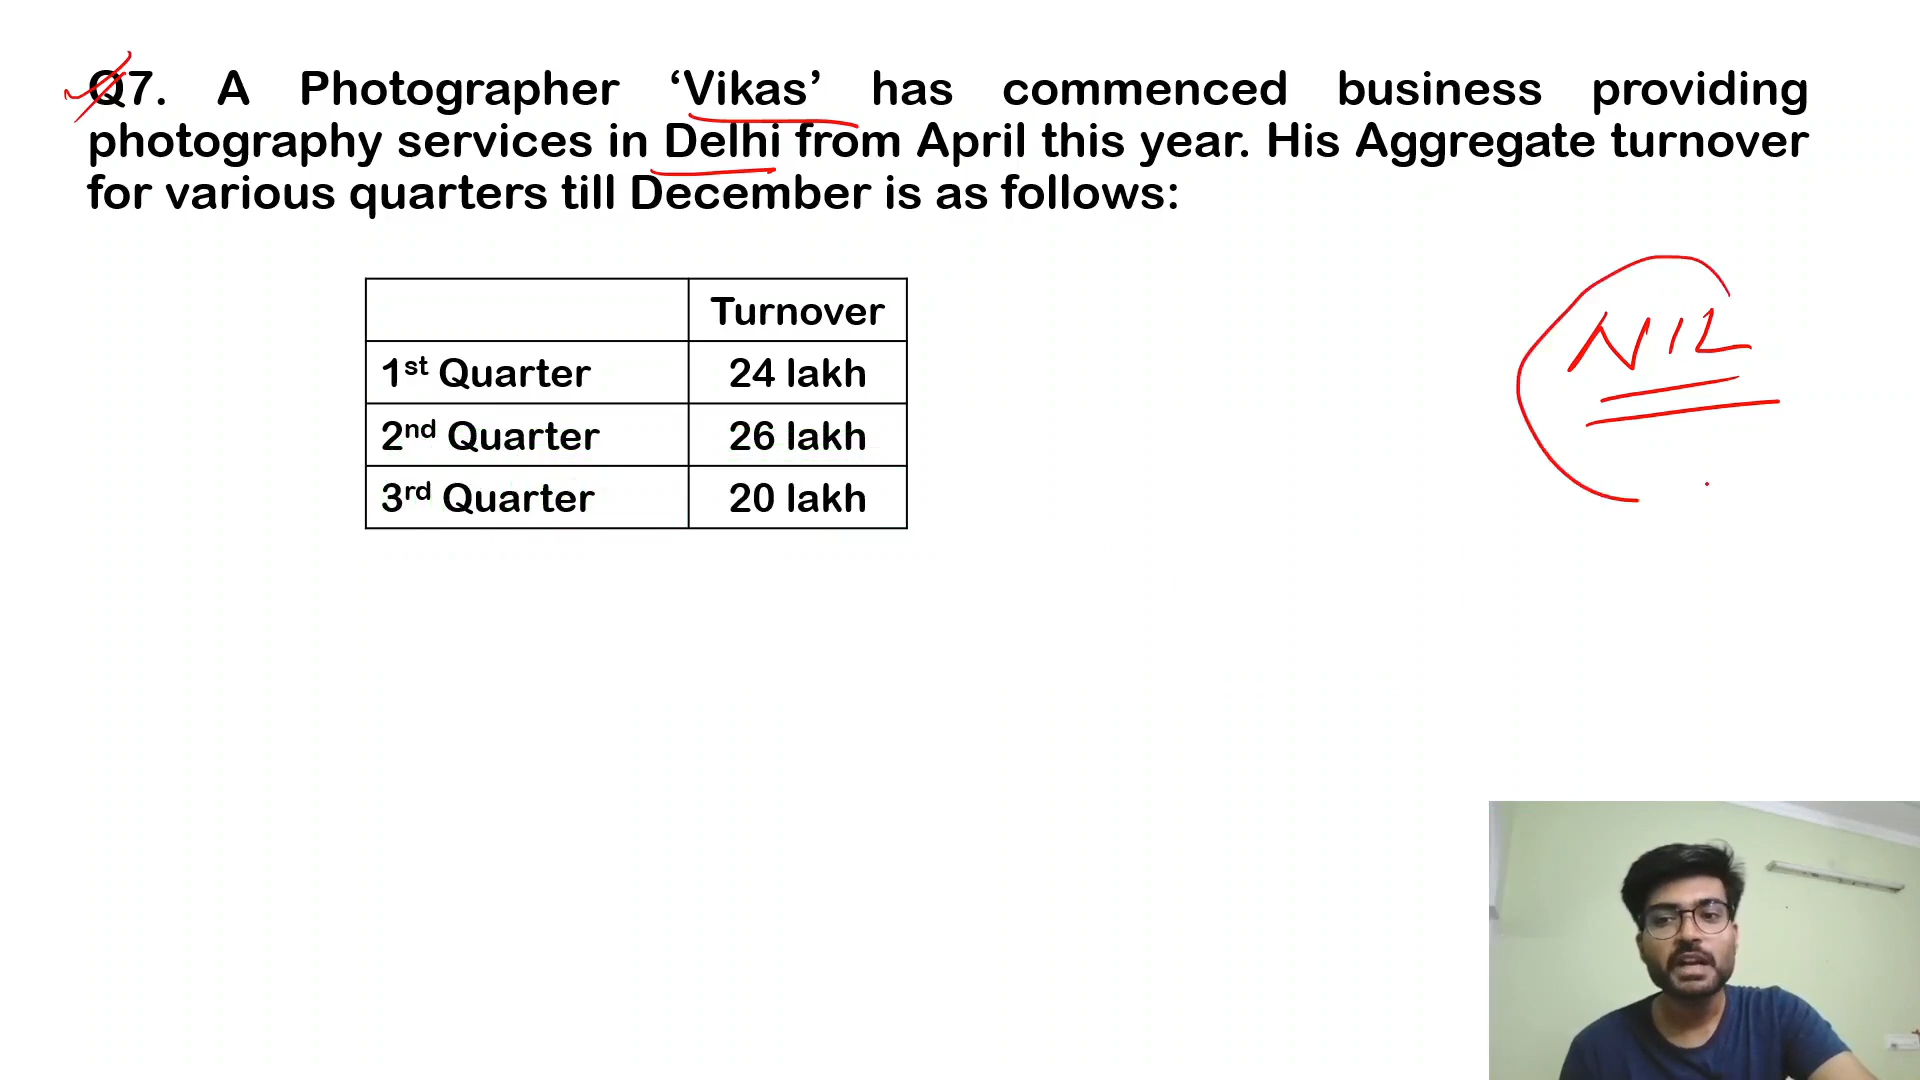 Q7. A Photographer ‘Vikas’ has commenced business providing
photography services in Delhi from April this year. His Aggregate turnover
for various quarters till December is as follows:
Turnover
1st Quarter 24 lakh
2nd Quarter 26 lakh
3rd Quarter 20 lakh
NIL